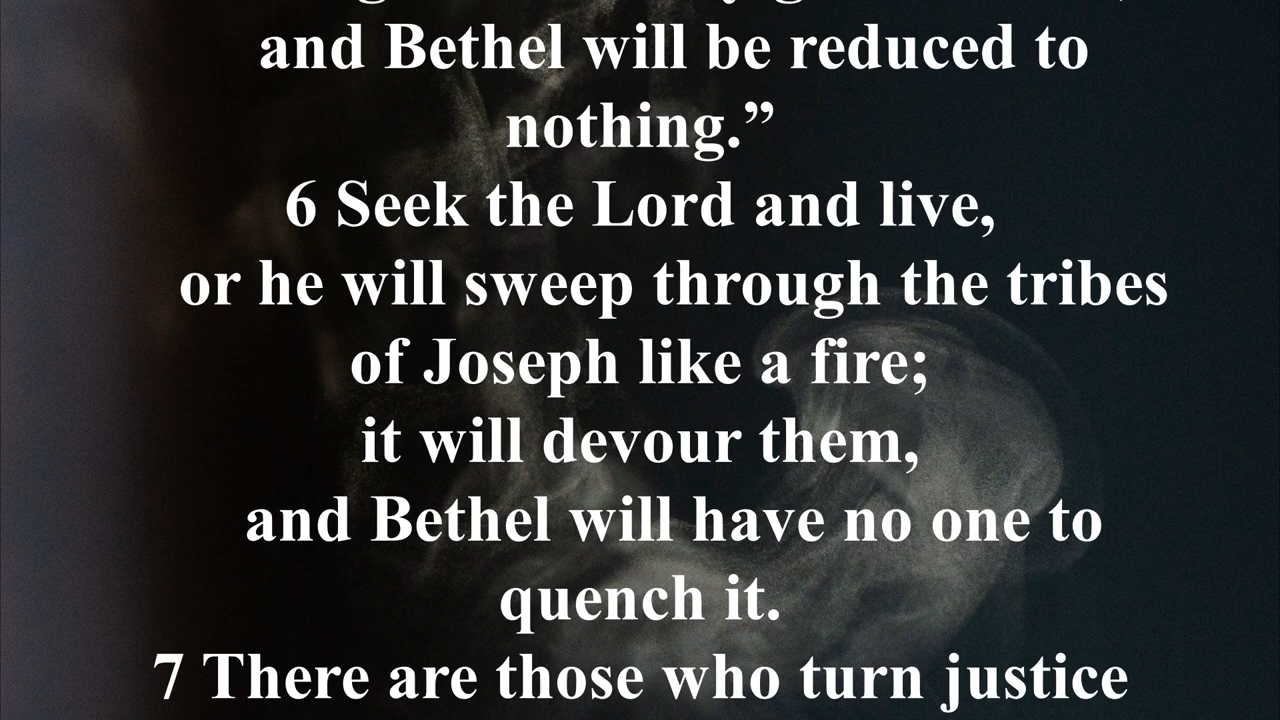 and Bethel will be reduced to
nothing.”
6 Seek the Lord and live,
or he will sweep through the tribes
of Joseph like a fire;
it will devour them,
and Bethel will have no one to
quench it.
7 There are those who turn justice